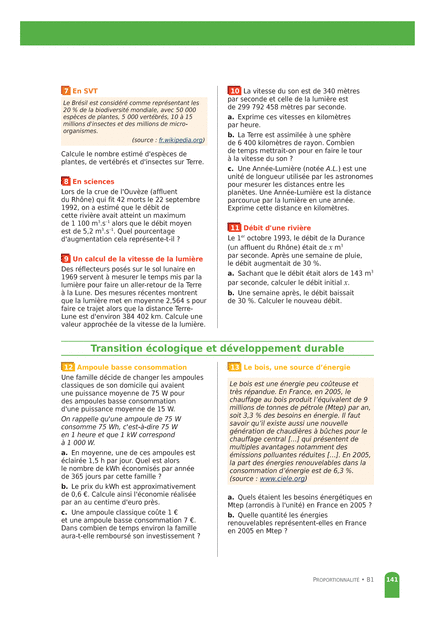 7 En SVT
Le Brésil est considéré comme représentant les
20 % de la biodiversité mondiale, avec 50 000
espèces de plantes, 5 000 vertébrés, 10 à 15
millions d'insectes et des millions de micro-
organismes.
(source : fr.wikipedia.org)
Calcule le nombre estimé d'espèces de
plantes, de vertébrés et d'insectes sur Terre.
8 En sciences
Lors de la crue de l'Ouvèze (affluent
du Rhône) qui fit 42 morts le 22 septembre
1992, on a estimé que le débit de
cette rivière avait atteint un maximum
de 1 100 m³.s⁻¹ alors que le débit moyen
est de 5,2 m³.s⁻¹. Quel pourcentage
d'augmentation cela représente-t-il ?
9 Un calcul de la vitesse de la lumière
Des réflecteurs posés sur le sol lunaire en
1969 servent à mesurer le temps mis par la
lumière pour faire un aller-retour de la Terre
à la Lune. Des mesures récentes montrent
que la lumière met en moyenne 2,564 s pour
faire ce trajet alors que la distance Terre-
Lune est d'environ 384 402 km. Calcule une
valeur approchée de la vitesse de la lumière.
10 La vitesse du son est de 340 mètres
par seconde et celle de la lumière est
de 299 792 458 mètres par seconde.
a. Exprime ces vitesses en kilomètres
par heure.
b. La Terre est assimilée à une sphère
de 6 400 kilomètres de rayon. Combien
de temps mettrait-on pour en faire le tour
à la vitesse du son ?
c. Une Année-Lumière (notée A.L.) est une
unité de longueur utilisée par les astronomes
pour mesurer les distances entre les
planètes. Une Année-Lumière est la distance
parcourue par la lumière en une année.
Exprime cette distance en kilomètres.
11 Débit d'une rivière
Le 1er octobre 1993, le débit de la Durance
(un affluent du Rhône) était de x m³
par seconde. Après une semaine de pluie,
le débit augmentait de 30 %.
a. Sachant que le débit était alors de 143 m³
par seconde, calculer le débit initial x.
b. Une semaine après, le débit baissait
de 30 %. Calculer le nouveau débit.
Transition écologique et développement durable
12 Ampoule basse consommation
Une famille décide de changer les ampoules
classiques de son domicile qui avaient
une puissance moyenne de 75 W pour
des ampoules basse consommation
d'une puissance moyenne de 15 W.
On rappelle qu'une ampoule de 75 W
consomme 75 Wh, c'est-à-dire 75 W
en 1 heure et que 1 kW correspond
à 1 000 W.
a. En moyenne, une de ces ampoules est
éclairée 1,5 h par jour. Quel est alors
le nombre de kWh économisés par année
de 365 jours par cette famille ?
b. Le prix du kWh est approximativement
de 0,6 €. Calcule ainsi l'économie réalisée
par an au centime d'euro près.
c. Une ampoule classique coûte 1 €
et une ampoule basse consommation 7 €.
Dans combien de temps environ la famille
aura-t-elle remboursé son investissement ?
13 Le bois, une source d'énergie
Le bois est une énergie peu coûteuse et
très répandue. En France, en 2005, le
chauffage au bois produit l'équivalent de 9
millions de tonnes de pétrole (Mtep) par an,
soit 3,3 % des besoins en énergie. Il faut
savoir qu'il existe aussi une nouvelle
génération de chaudières à bûches pour le
chauffage central [...] qui présentent de
multiples avantages notamment des
émissions polluantes réduites [...]. En 2005,
la part des énergies renouvelables dans la
consommation d'énergie est de 6,3 %.
(source : www.ciele.org)
a. Quels étaient les besoins énergétiques en
Mtep (arrondis à l'unité) en France en 2005 ?
b. Quelle quantité les énergies
renouvelables représentent-elles en France
en 2005 en Mtep ?
PROPORTIONNALITÉ • B1 141